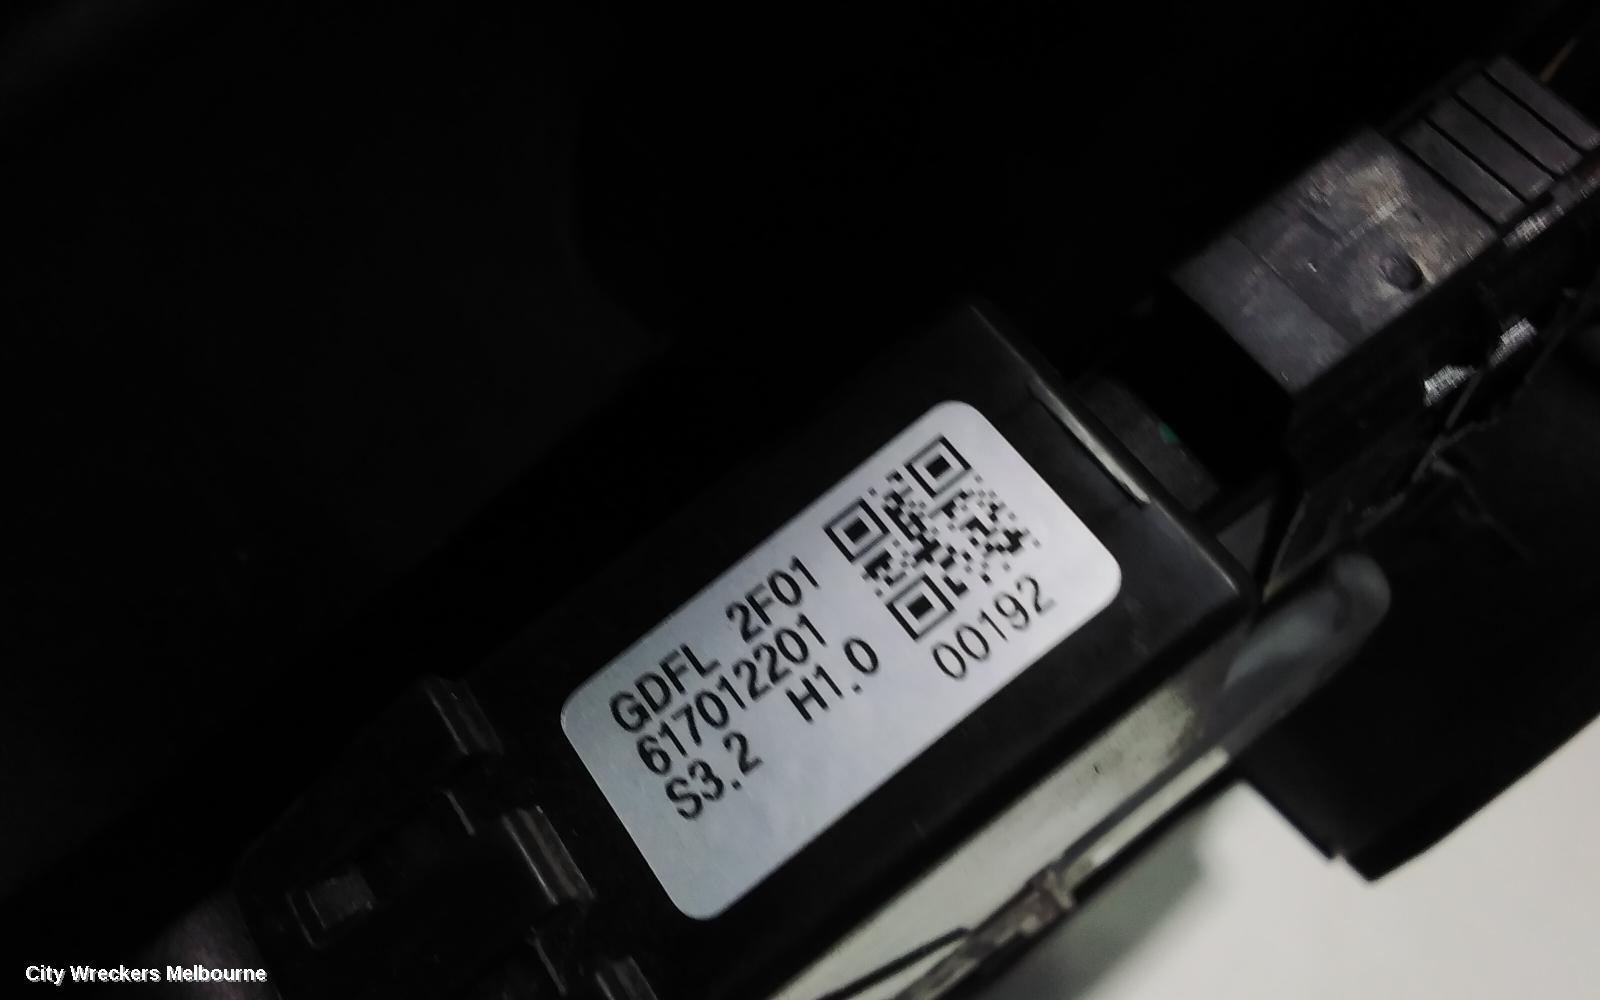 GDFL 2F01
617012201
S3.2 H1.0
00192
City Wreckers Melbourne